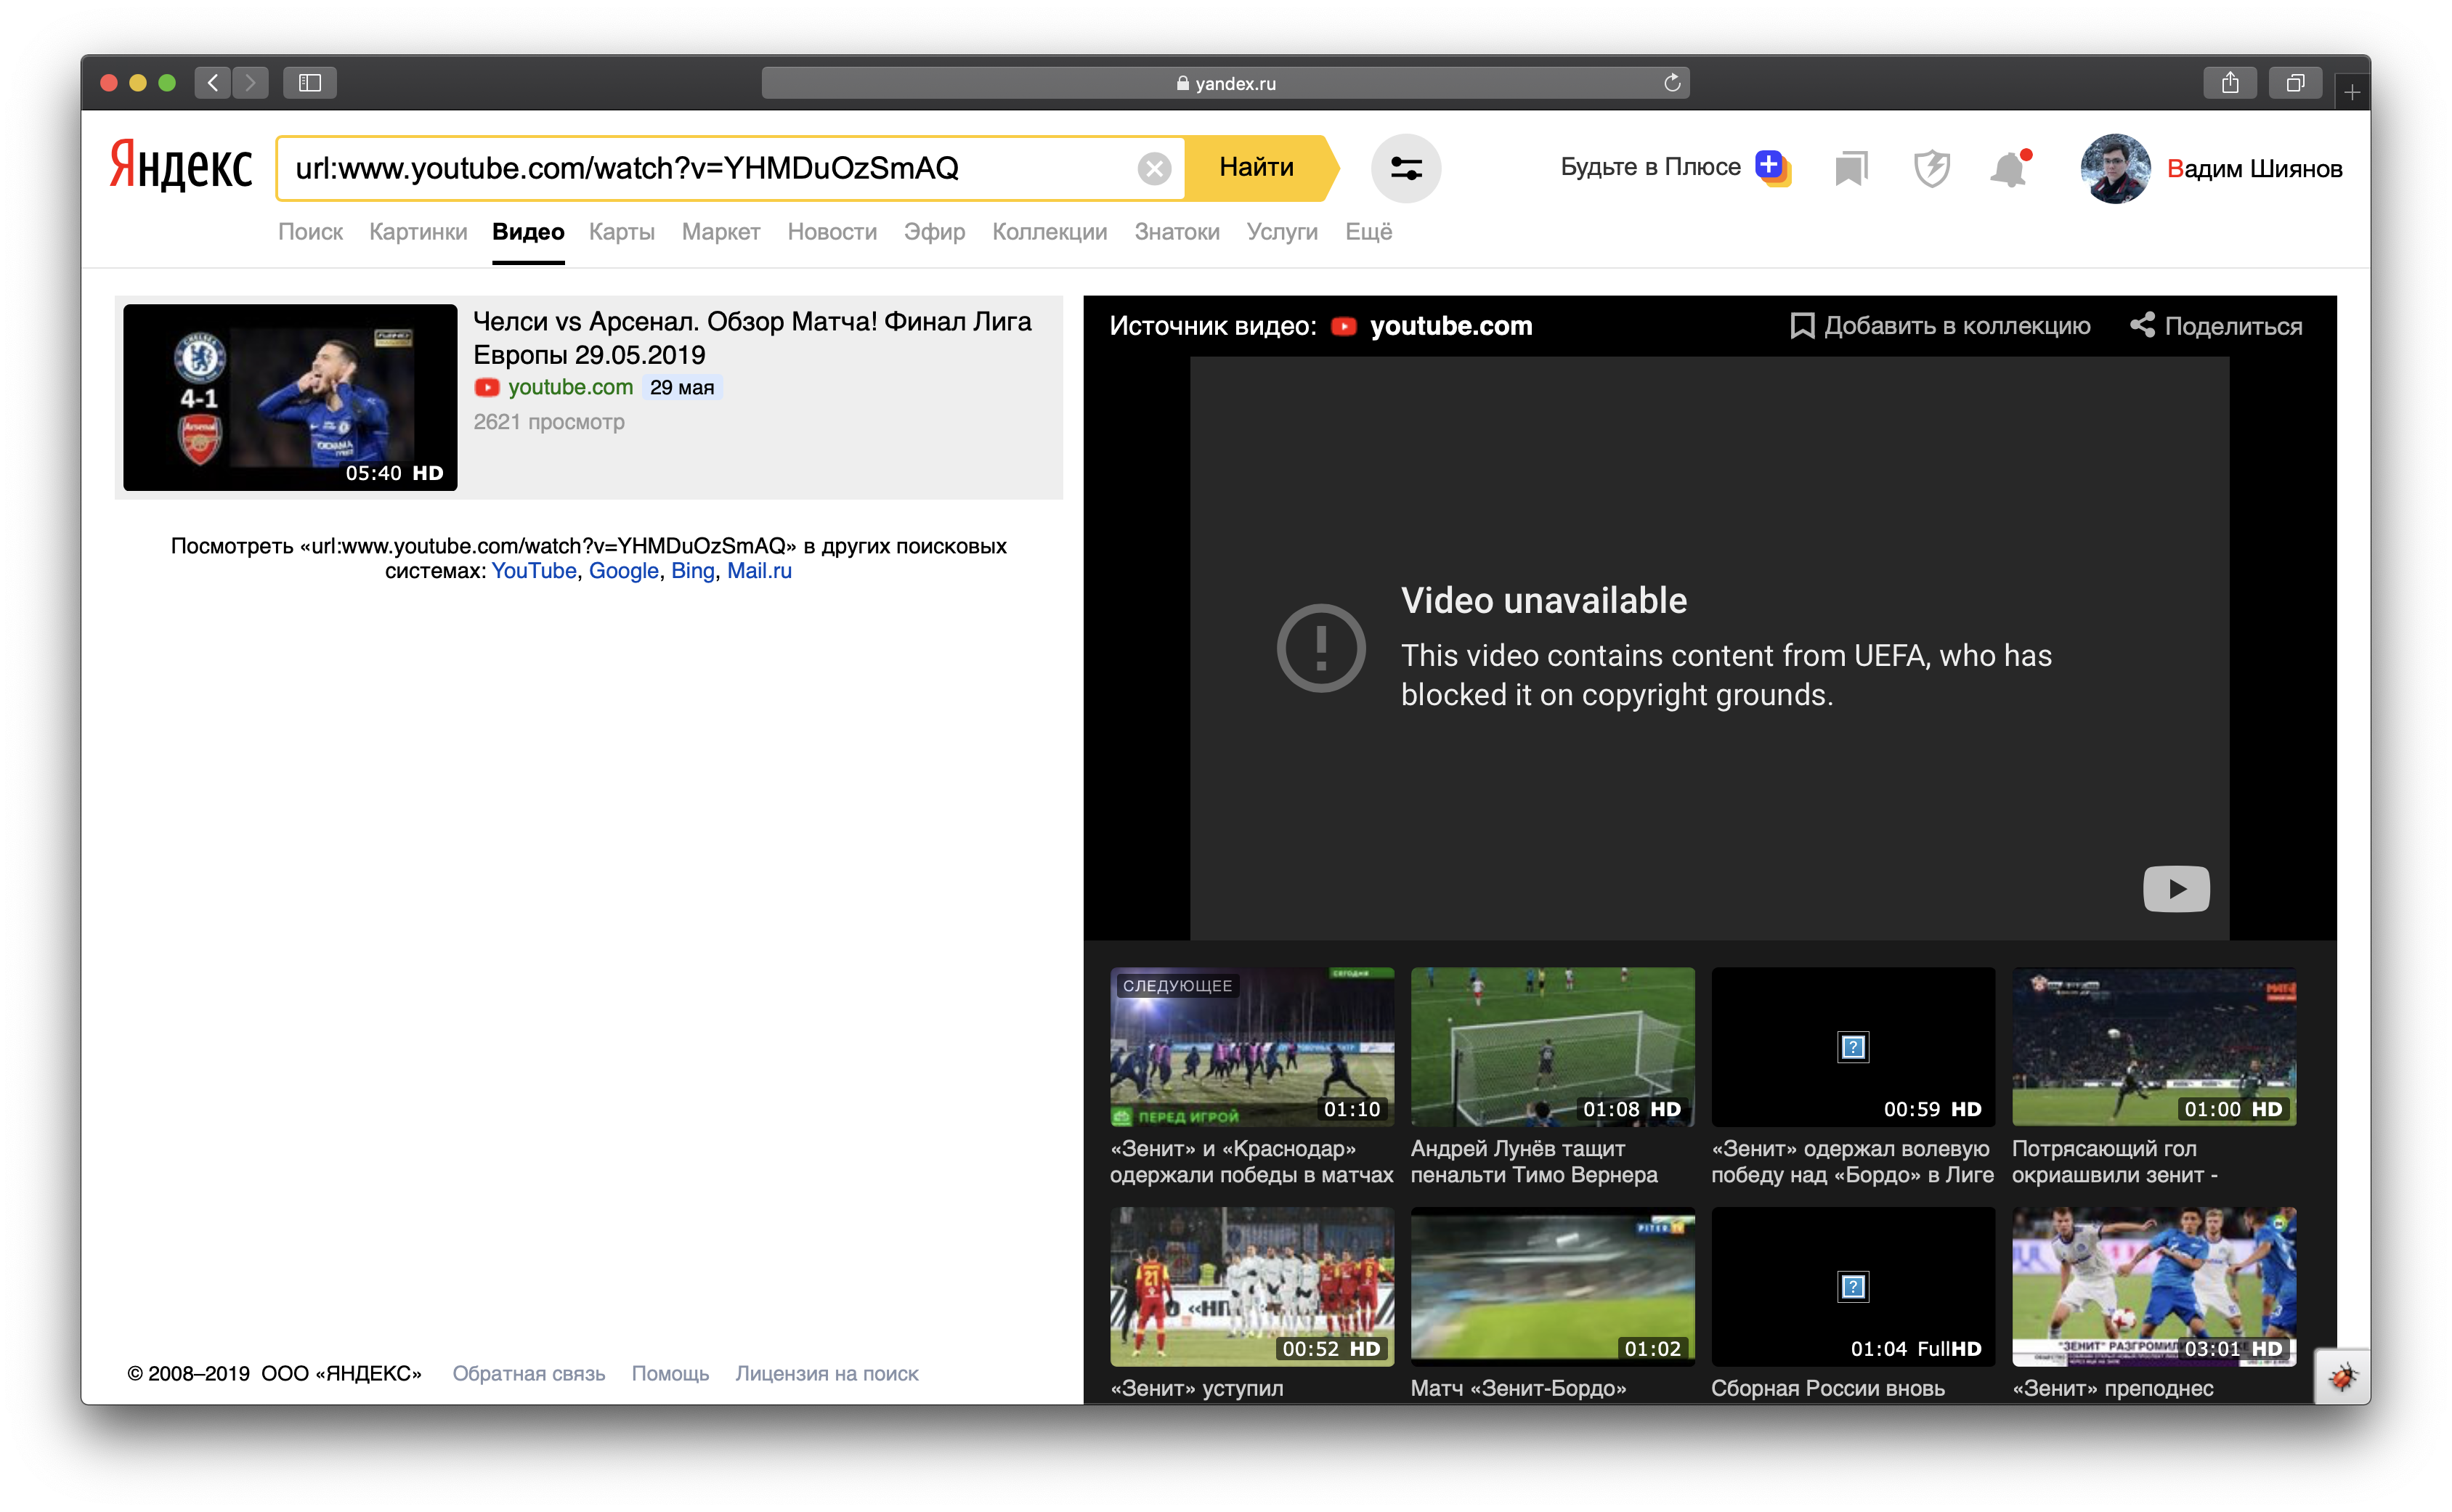 yandex.ru
Яндекс
url:www.youtube.com/watch?v=YHMDuOzSmAQ
Найти
Будьте в Плюсе
Вадим Шиянов
Поиск Картинки Видео Карты Маркет Новости Эфир Коллекции Знатоки Услуги Ещё
CHELSEA
4-1
Arsenal
YOKOHAMA
05:40 HD
Челси vs Арсенал. Обзор Матча! Финал Лига
Европы 29.05.2019
youtube.com 29 мая
2621 просмотр
Посмотреть «url:www.youtube.com/watch?v=YHMDuOzSmAQ» в других поисковых
системах: YouTube, Google, Bing, Mail.ru
Источник видео: youtube.com
Добавить в коллекцию
Поделиться
Video unavailable
This video contains content from UEFA, who has
blocked it on copyright grounds.
СЛЕДУЮЩЕЕ
СЕГОДНЯ
ПЕРЕД ИГРОЙ
01:10
«Зенит» и «Краснодар»
одержали победы в матчах
01:08 HD
Андрей Лунёв тащит
пенальти Тимо Вернера
00:59 HD
«Зенит» одержал волевую
победу над «Бордо» в Лиге
МАТЧ
01:00 HD
Потрясающий гол
окриашвили зенит -
21
00:52 HD
«Зенит» уступил
PITER
01:02
Матч «Зенит-Бордо»
01:04 FullHD
Сборная России вновь
03:01 HD
«Зенит» преподнес
© 2008–2019 ООО «ЯНДЕКС»
Обратная связь
Помощь
Лицензия на поиск